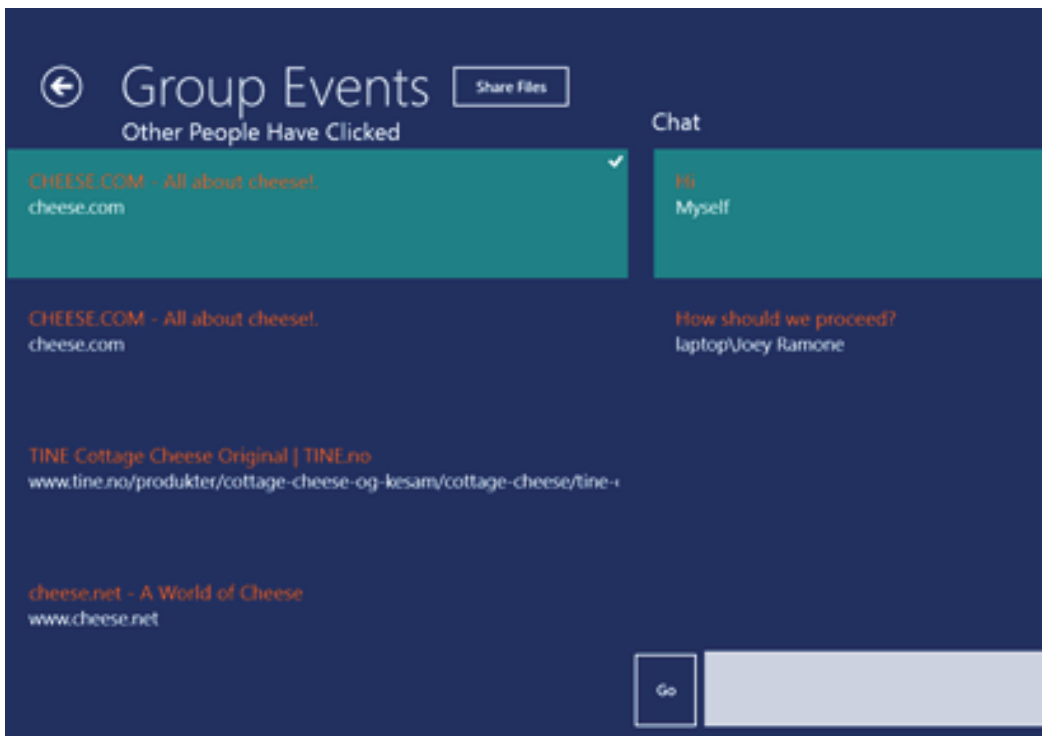 Group Events
Share Files
Other People Have Clicked
CHEESE.COM - All about cheese!.
cheese.com
CHEESE.COM - All about cheese!.
cheese.com
TINE Cottage Cheese Original | TINE.no
www.tine.no/produkter/cottage-cheese-og-kesam/cottage-cheese/tine-
cheese.net - A World of Cheese
www.cheese.net
Chat
Hi
Myself
How should we proceed?
laptop\Joey Ramone
Go